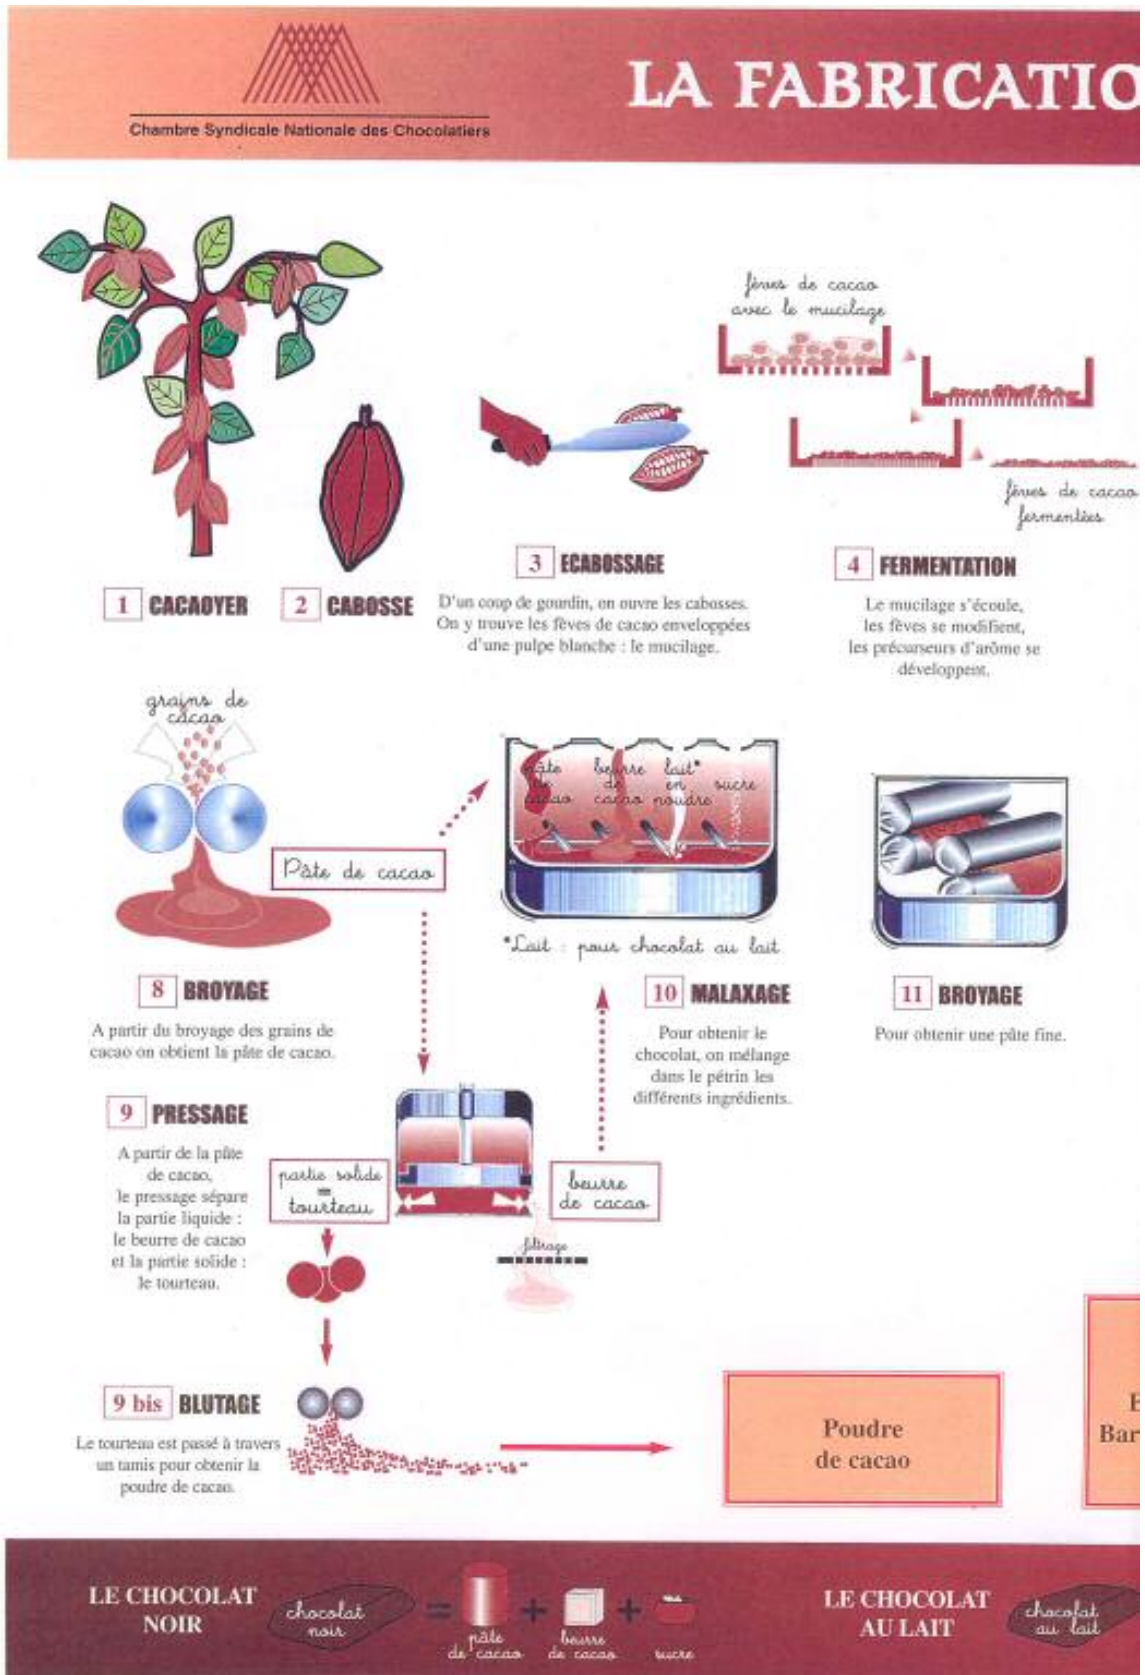 Chambre Syndicale Nationale des Chocolatiers
LA FABRICATIO
fèves de cacao
avec le mucilage
fèves de cacao
fermentées
1 CACAOYER
2 CABOSSE
3 ECABOSSAGE
D'un coup de gourdin, on ouvre les cabosses.
On y trouve les fèves de cacao enveloppées
d'une pulpe blanche : le mucilage.
4 FERMENTATION
Le mucilage s'écoule,
les fèves se modifient,
les précurseurs d'arôme se
développent.
grains de
cacao
Pâte de cacao
8 BROYAGE
A partir du broyage des grains de
cacao on obtient la pâte de cacao.
pâte
de
cacao
beurre
de
cacao
lait*
en
poudre
sucre
*Lait : pour chocolat au lait
10 MALAXAGE
Pour obtenir le
chocolat, on mélange
dans le pétrin les
différents ingrédients.
11 BROYAGE
Pour obtenir une pâte fine.
9 PRESSAGE
A partir de la pâte
de cacao,
le pressage sépare
la partie liquide :
le beurre de cacao
et la partie solide :
le tourteau.
partie solide
=
tourteau
beurre
de cacao
filtrage
9 bis BLUTAGE
Le tourteau est passé à travers
un tamis pour obtenir la
poudre de cacao.
Poudre
de cacao
E
Bar
LE CHOCOLAT
NOIR
chocolat
noir
=
pâte
de cacao
+
beurre
de cacao
+
sucre
LE CHOCOLAT
AU LAIT
chocolat
au lait